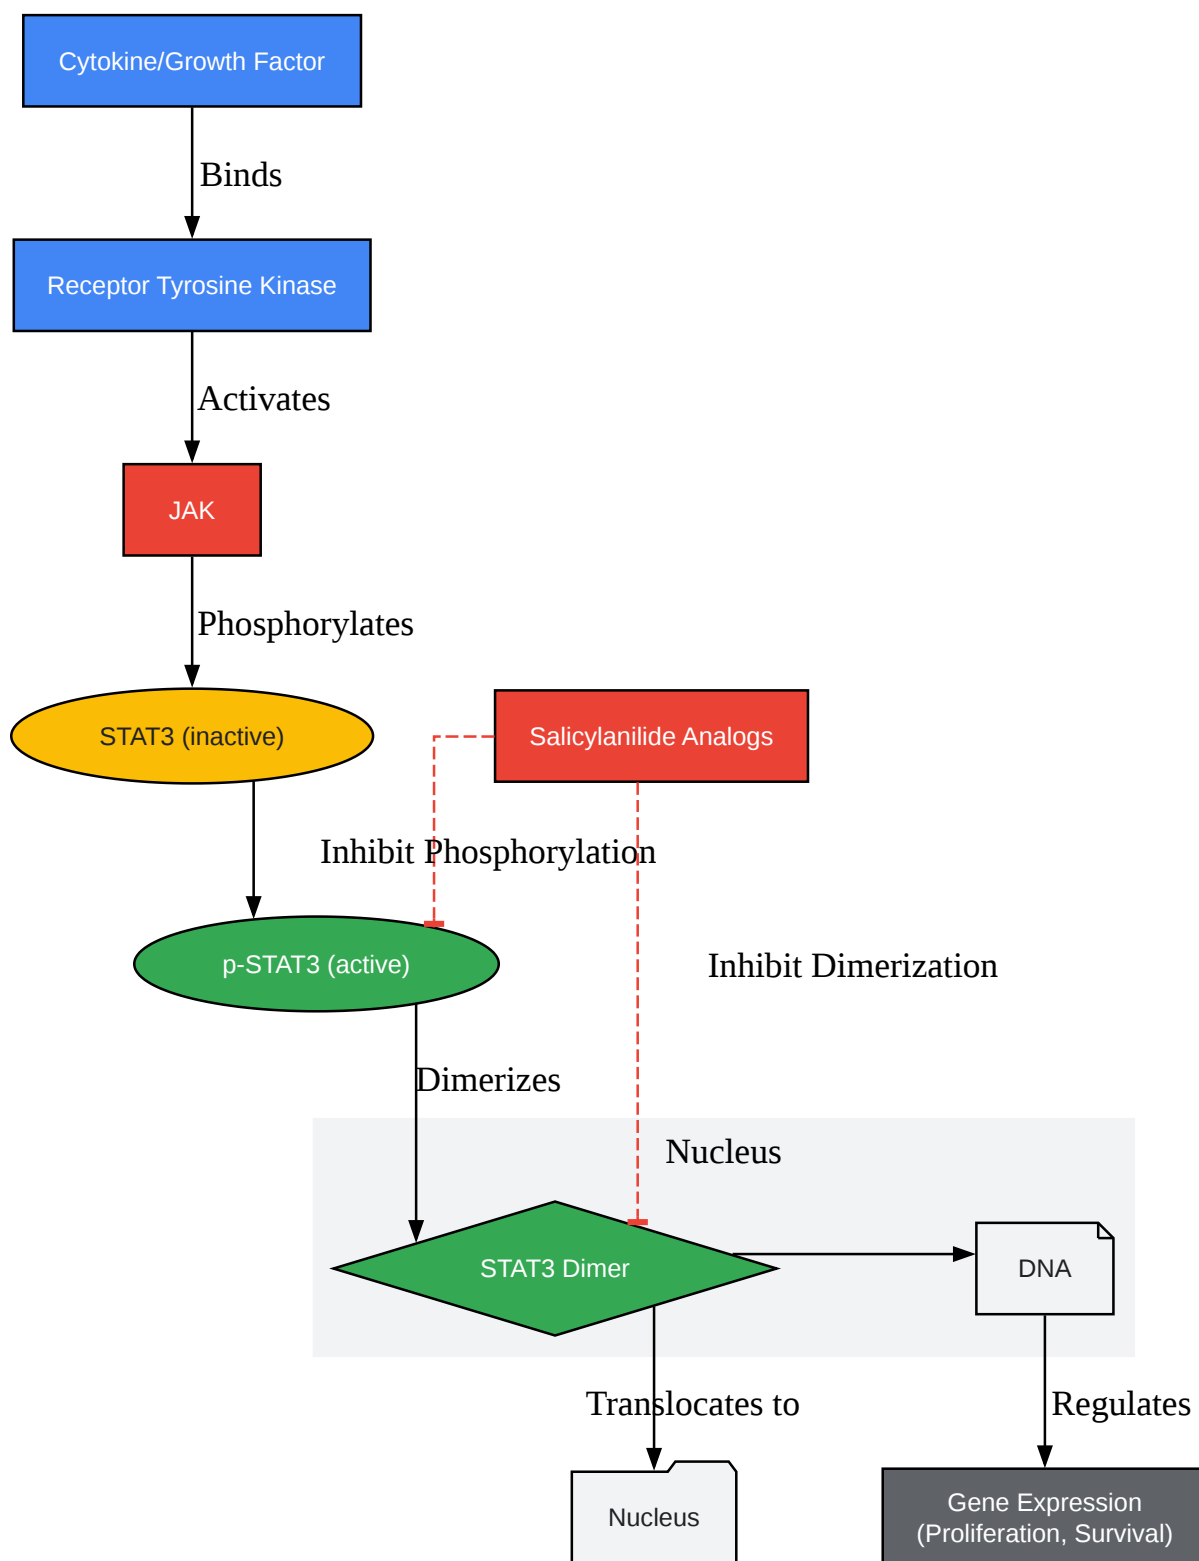 Cytokine/Growth Factor
Binds
Receptor Tyrosine Kinase
Activates
JAK
Phosphorylates
STAT3 (inactive)
Salicylanilide Analogs
Inhibit Phosphorylation
p-STAT3 (active)
Inhibit Dimerization
Dimerizes
Nucleus
STAT3 Dimer
DNA
Translocates to
Regulates
Nucleus
Gene Expression
(Proliferation, Survival)